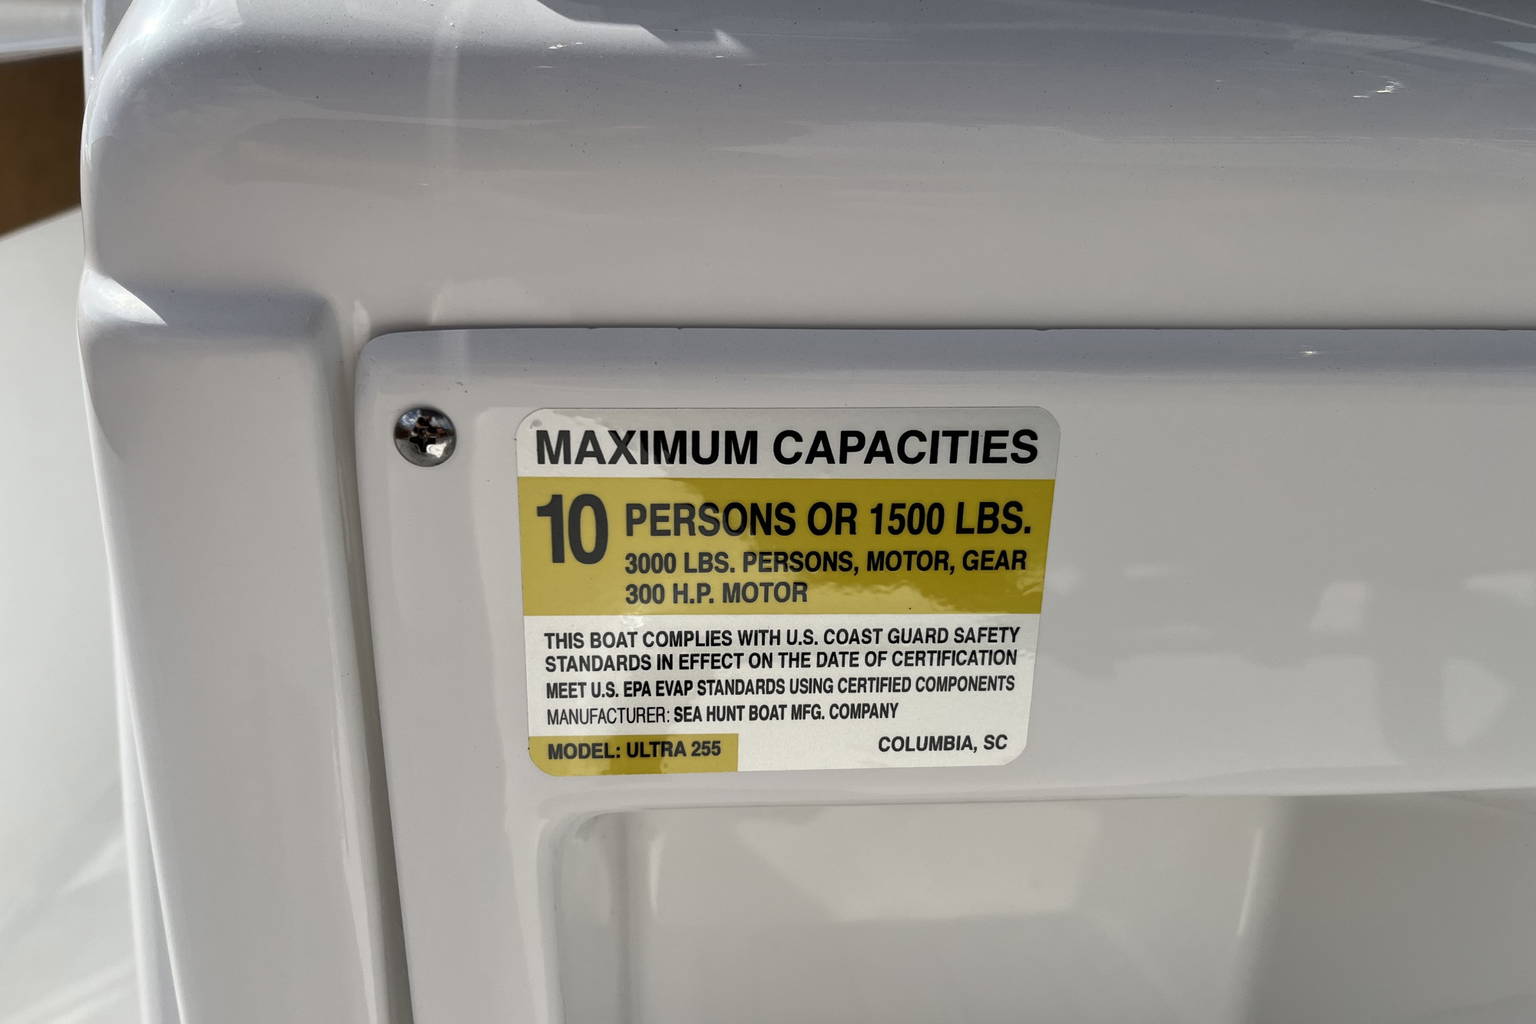 MAXIMUM CAPACITIES
10 PERSONS OR 1500 LBS.
3000 LBS. PERSONS, MOTOR, GEAR
300 H.P. MOTOR
THIS BOAT COMPLIES WITH U.S. COAST GUARD SAFETY
STANDARDS IN EFFECT ON THE DATE OF CERTIFICATION
MEET U.S. EPA EVAP STANDARDS USING CERTIFIED COMPONENTS
MANUFACTURER: SEA HUNT BOAT MFG. COMPANY
MODEL: ULTRA 255 COLUMBIA, SC